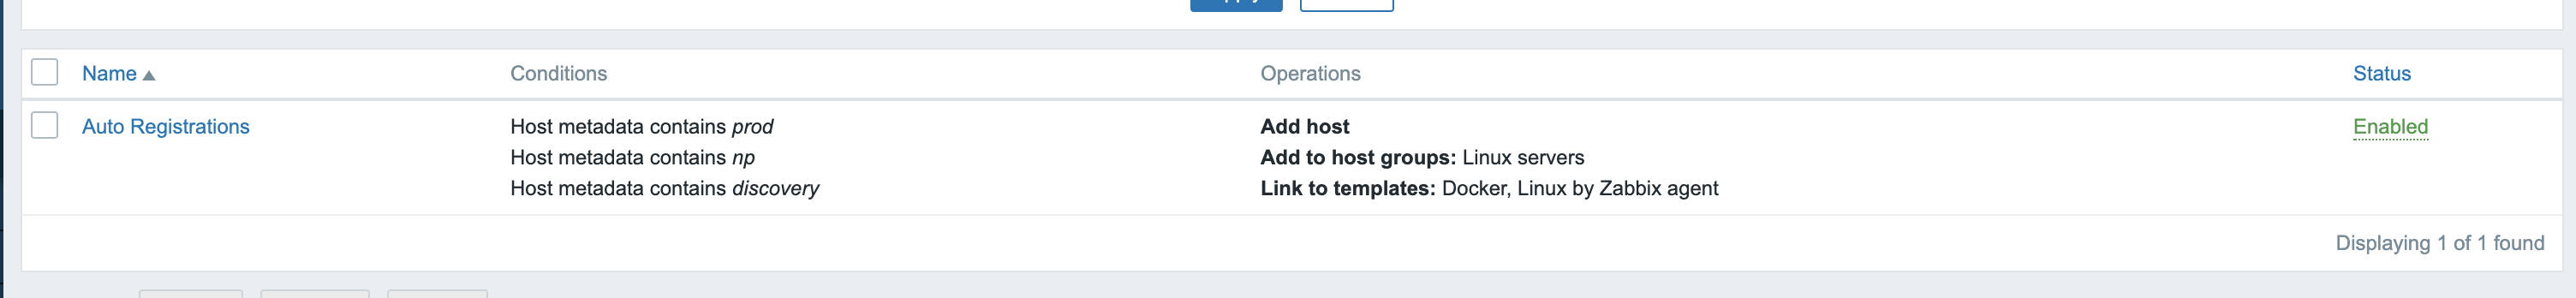 Name ▲ Conditions Operations Status
Auto Registrations Host metadata contains prod Add host Enabled
Host metadata contains np Add to host groups: Linux servers
Host metadata contains discovery Link to templates: Docker, Linux by Zabbix agent
Displaying 1 of 1 found